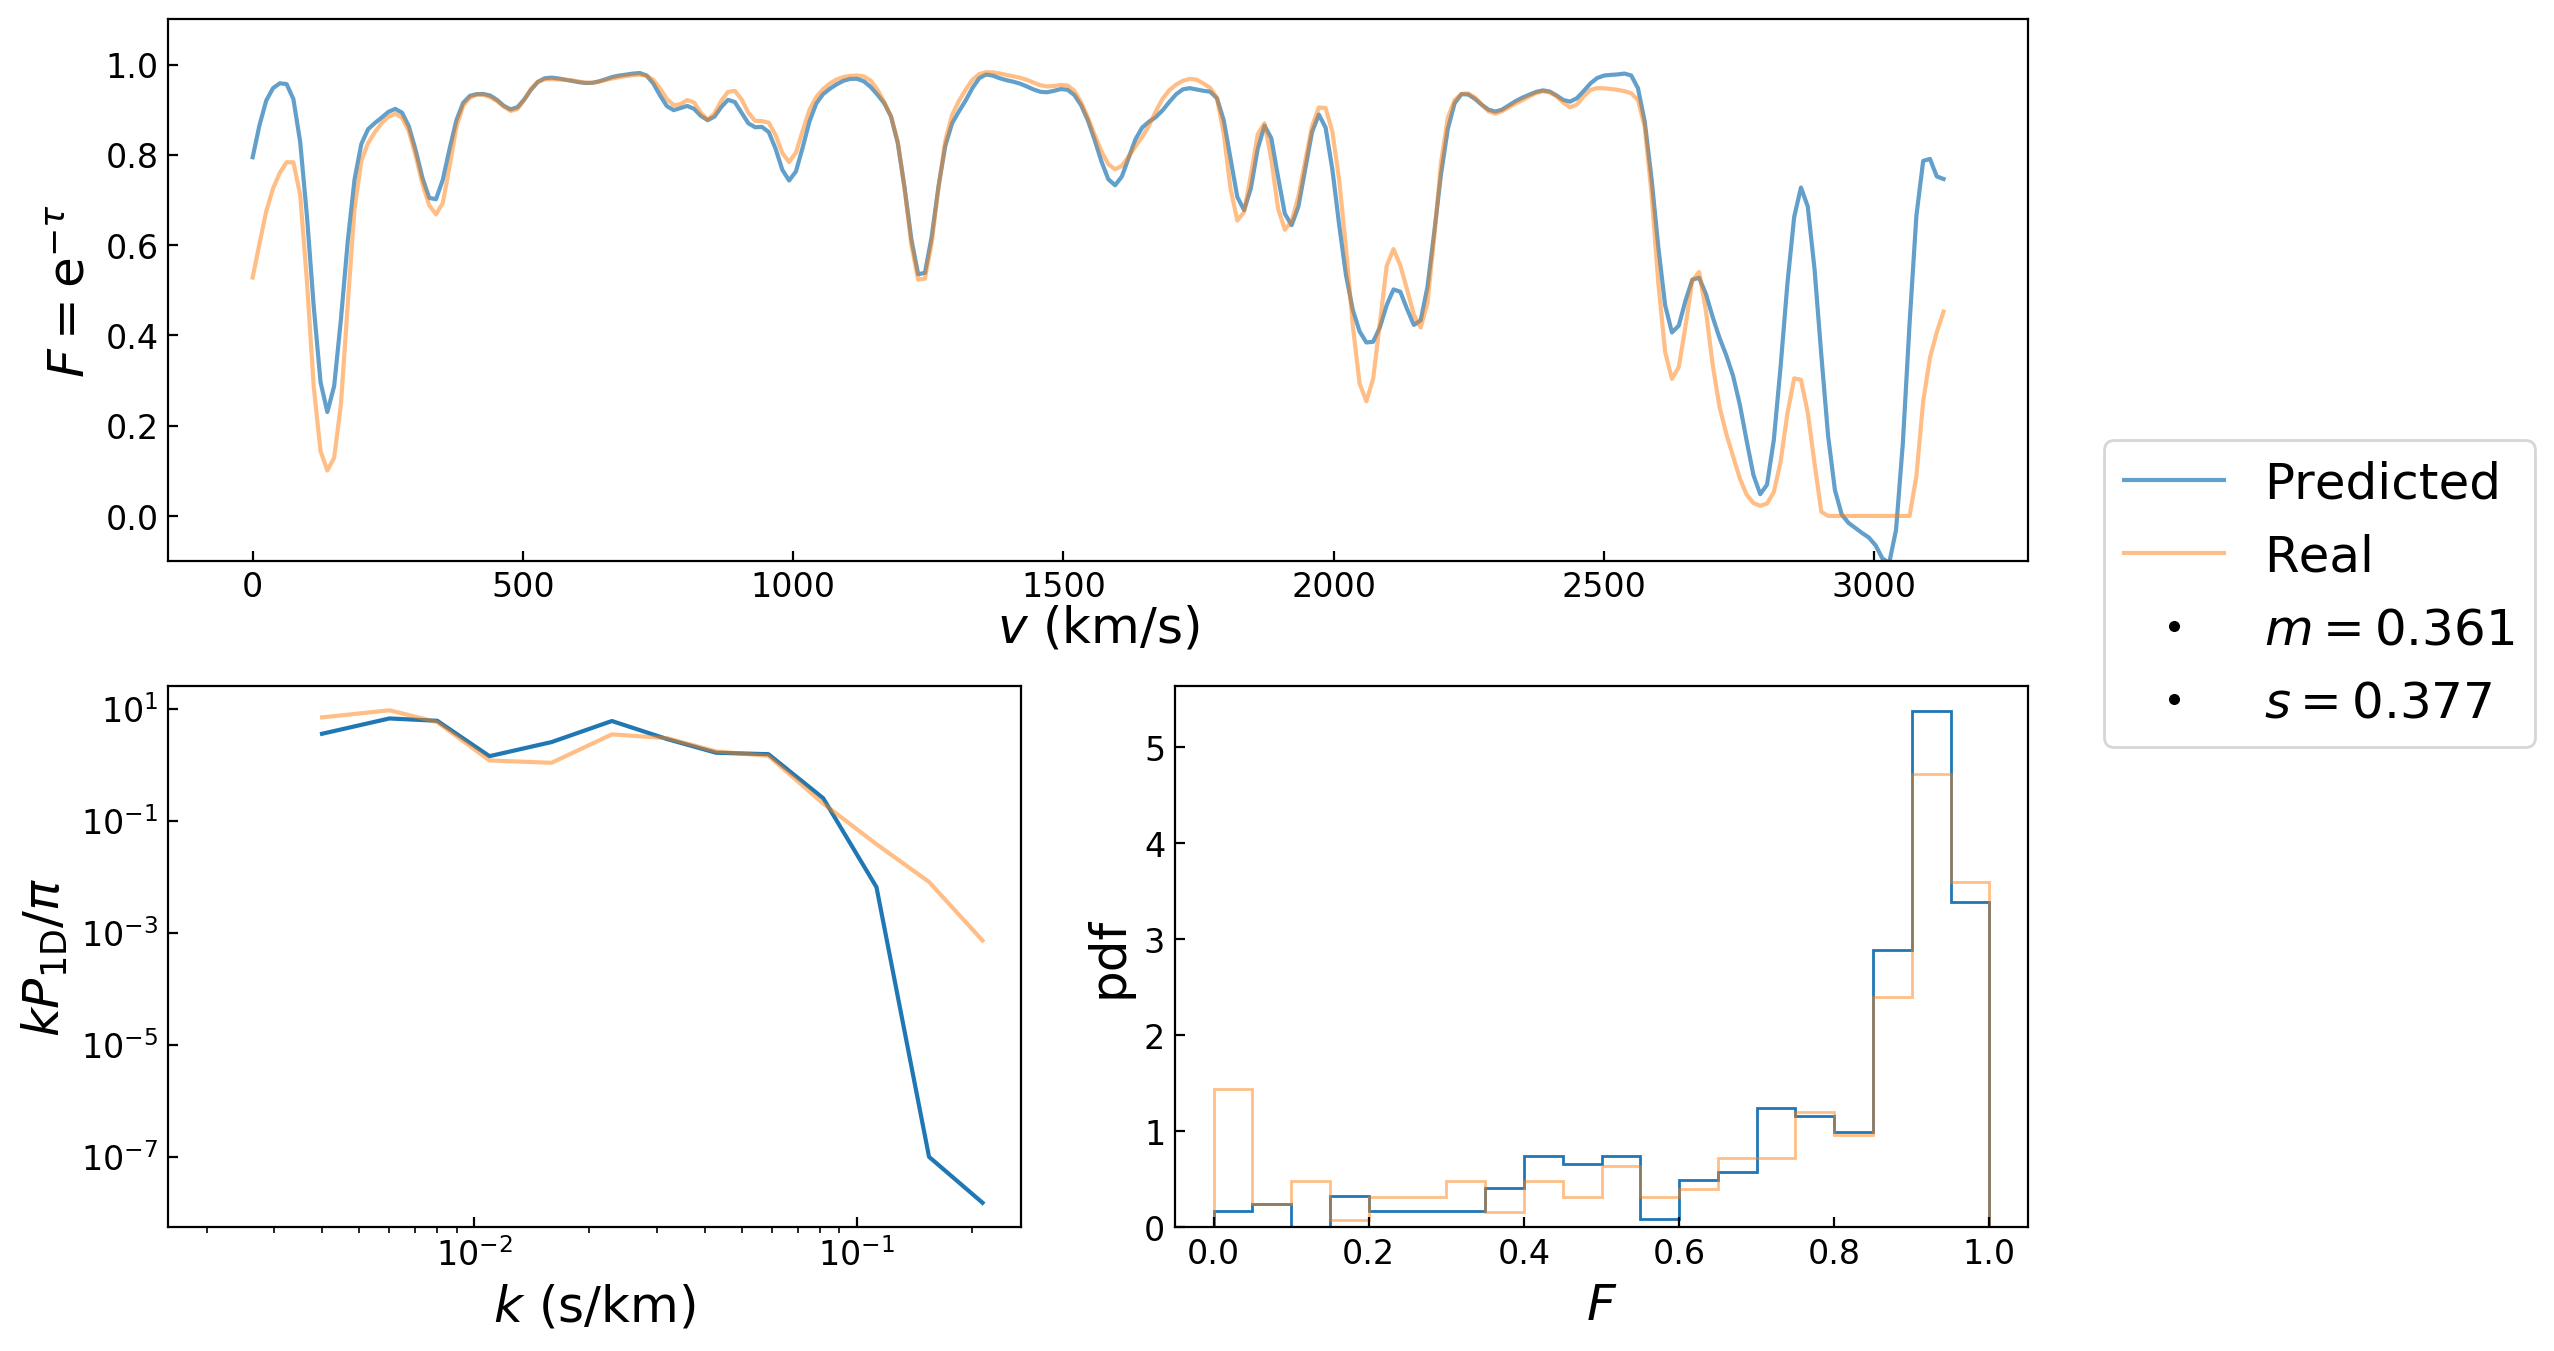 1.0
0.8
0.6
0.4
0.2
0.0
F = e^{−τ}
0 500 1000 1500 2000 2500 3000
v (km/s)
Predicted
Real
m = 0.361
s = 0.377
10^1
10^{−1}
10^{−3}
10^{−5}
10^{−7}
kP_{1D}/π
10^{−2} 10^{−1}
k (s/km)
5
4
3
2
1
0
pdf
0.0 0.2 0.4 0.6 0.8 1.0
F